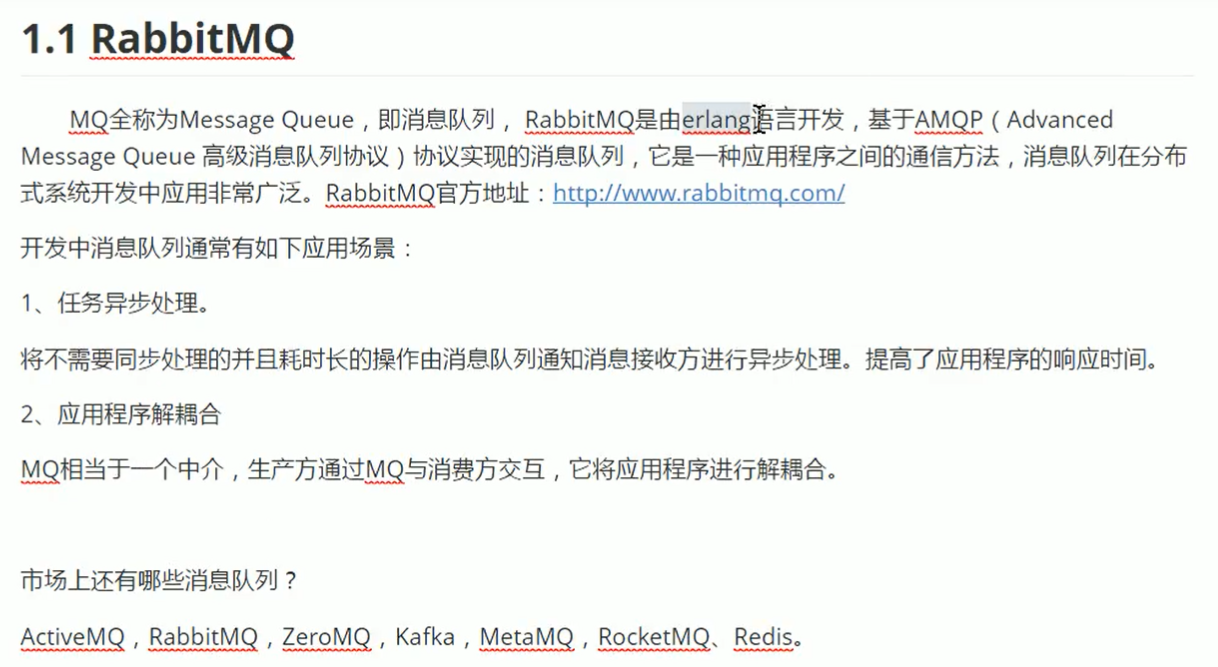 1.1 RabbitMQ
MQ全称为Message Queue，即消息队列， RabbitMQ是由erlang语言开发，基于AMQP（Advanced
Message Queue 高级消息队列协议）协议实现的消息队列，它是一种应用程序之间的通信方法，消息队列在分布
式系统开发中应用非常广泛。RabbitMQ官方地址：http://www.rabbitmq.com/
开发中消息队列通常有如下应用场景：
1、任务异步处理。
将不需要同步处理的并且耗时长的操作由消息队列通知消息接收方进行异步处理。提高了应用程序的响应时间。
2、应用程序解耦合
MQ相当于一个中介，生产方通过MQ与消费方交互，它将应用程序进行解耦合。
市场上还有哪些消息队列？
ActiveMQ，RabbitMQ，ZeroMQ，Kafka，MetaMQ，RocketMQ、Redis。